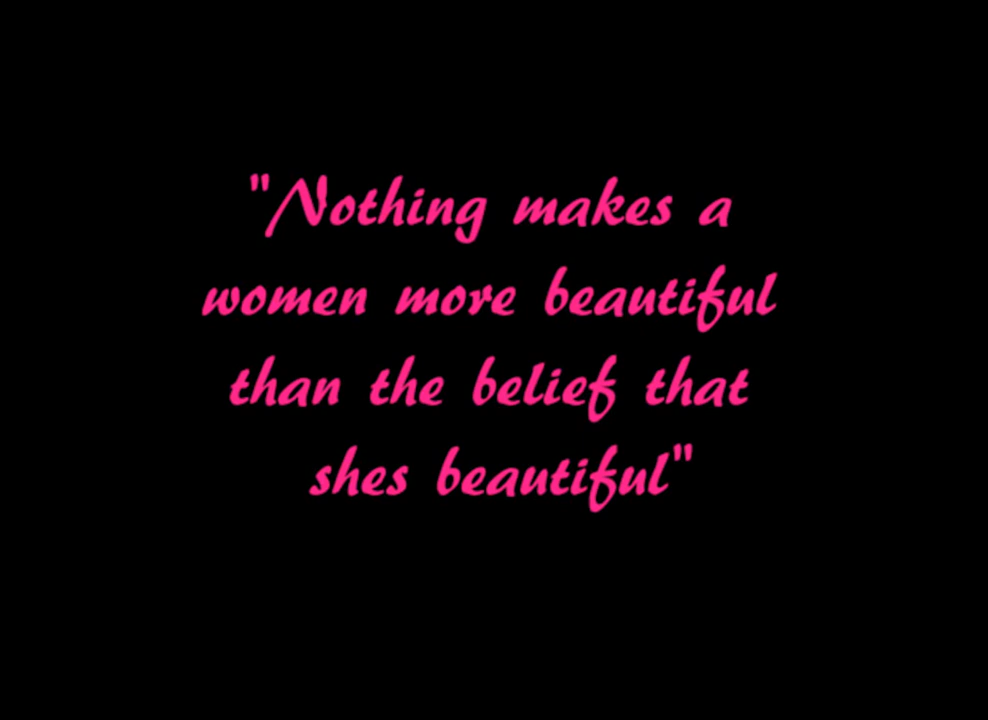 "Nothing makes a
women more beautiful
than the belief that
shes beautiful"